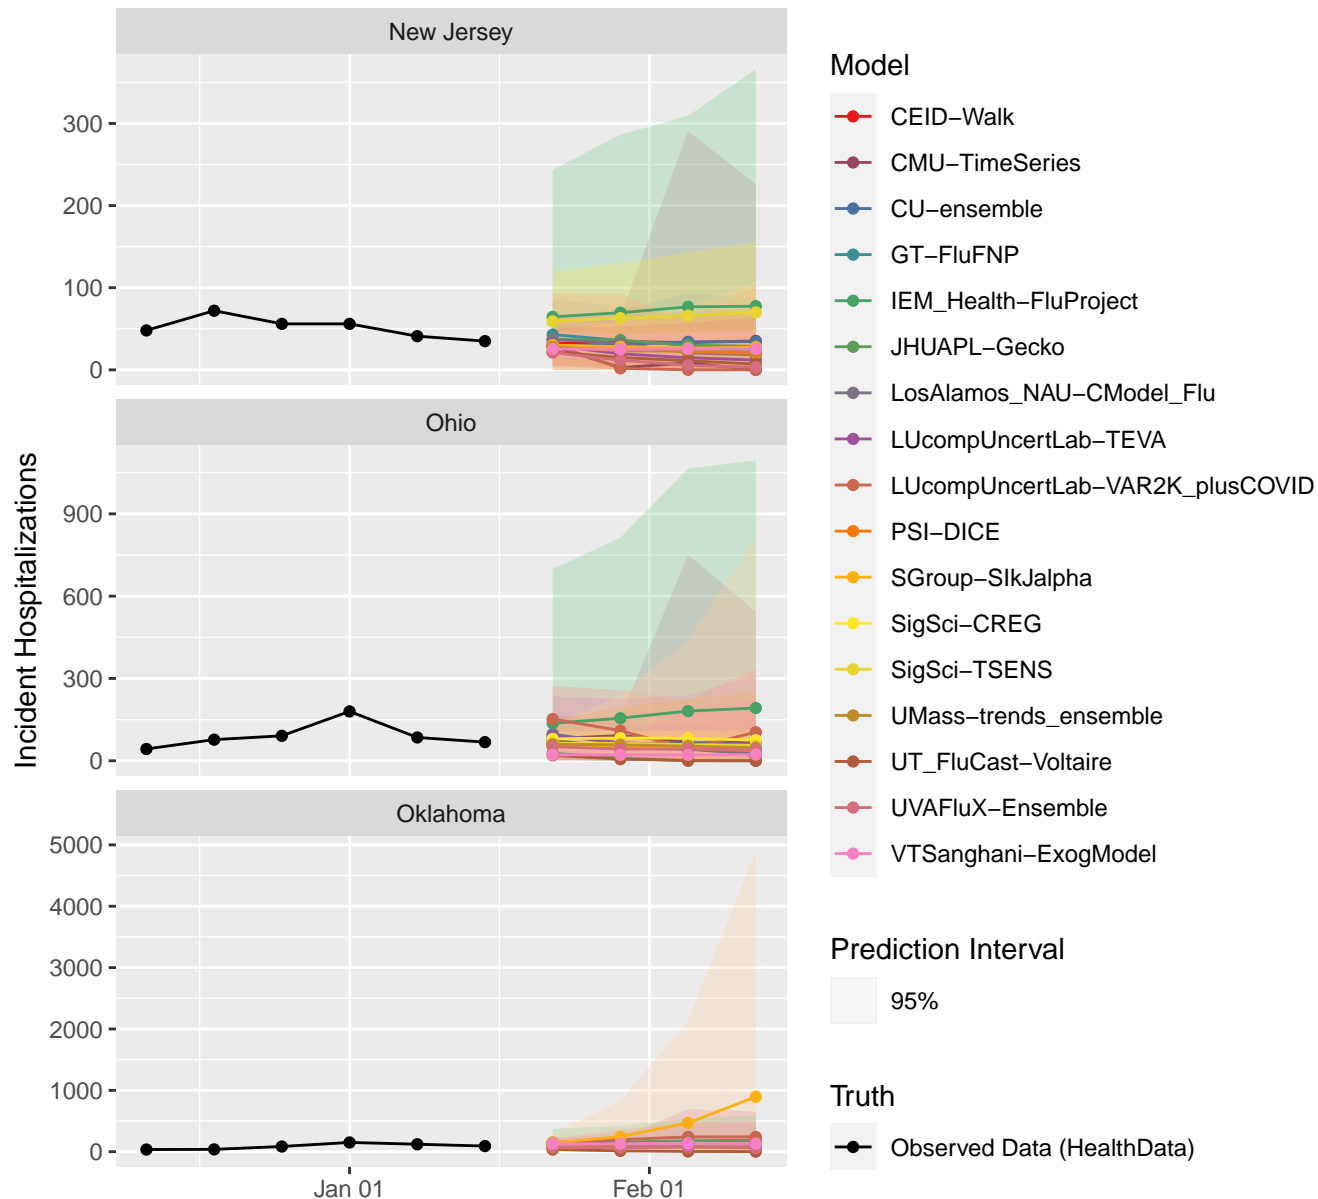 New Jersey
300
200
100
0
Ohio
900
600
300
0
Oklahoma
5000
4000
3000
2000
1000
0
Jan 01
Feb 01
Incident Hospitalizations
Model
CEID−Walk
CMU−TimeSeries
CU−ensemble
GT−FluFNP
IEM_Health−FluProject
JHUAPL−Gecko
LosAlamos_NAU−CModel_Flu
LUcompUncertLab−TEVA
LUcompUncertLab−VAR2K_plusCOVID
PSI−DICE
SGroup−SIkJalpha
SigSci−CREG
SigSci−TSENS
UMass−trends_ensemble
UT_FluCast−Voltaire
UVAFluX−Ensemble
VTSanghani−ExogModel
Prediction Interval
95%
Truth
Observed Data (HealthData)